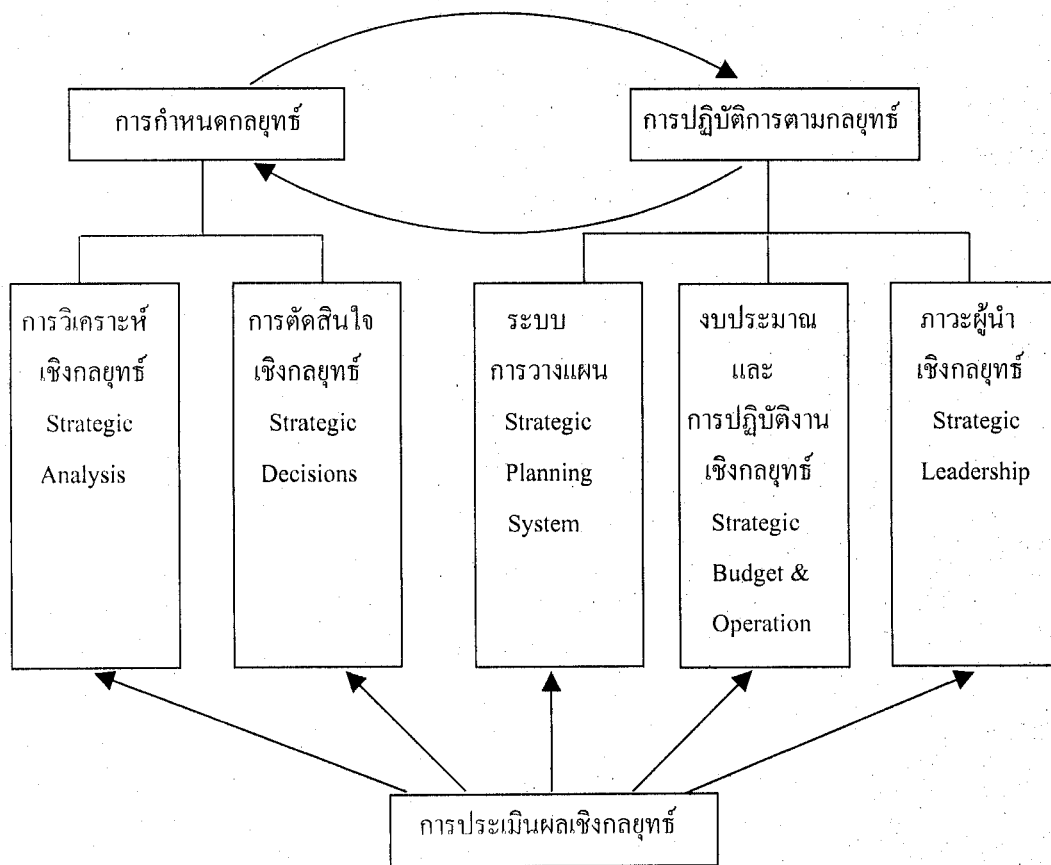 การกำหนดกลยุทธ์
การปฏิบัติการตามกลยุทธ์
การวิเคราะห์
เชิงกลยุทธ์
Strategic
Analysis
การตัดสินใจ
เชิงกลยุทธ์
Strategic
Decisions
ระบบ
การวางแผน
Strategic
Planning
System
งบประมาณ
และ
การปฏิบัติงาน
เชิงกลยุทธ์
Strategic
Budget &
Operation
ภาวะผู้นำ
เชิงกลยุทธ์
Strategic
Leadership
การประเมินผลเชิงกลยุทธ์